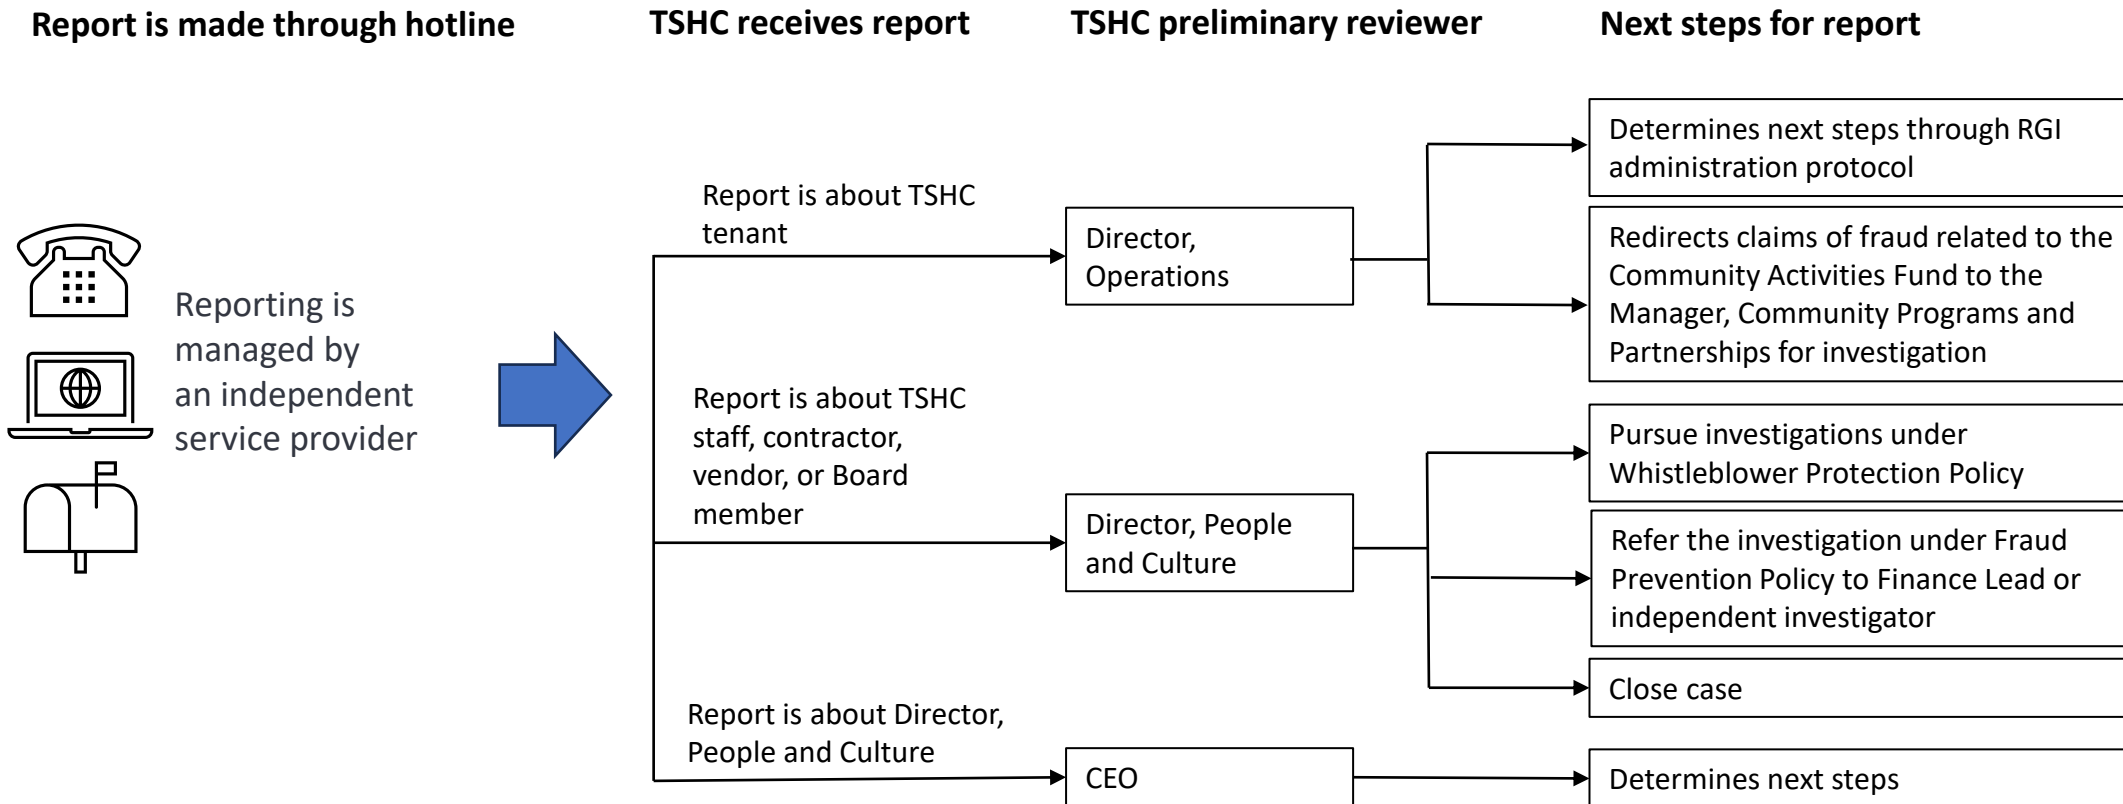 Report is made through hotline
TSHC receives report
TSHC preliminary reviewer
Next steps for report
Reporting is
managed by
an independent
service provider
Report is about TSHC
tenant
Director,
Operations
Determines next steps through RGI
administration protocol
Redirects claims of fraud related to the
Community Activities Fund to the
Manager, Community Programs and
Partnerships for investigation
Report is about TSHC
staff, contractor,
vendor, or Board
member
Director, People
and Culture
Pursue investigations under
Whistleblower Protection Policy
Refer the investigation under Fraud
Prevention Policy to Finance Lead or
independent investigator
Close case
Report is about Director,
People and Culture
CEO
Determines next steps